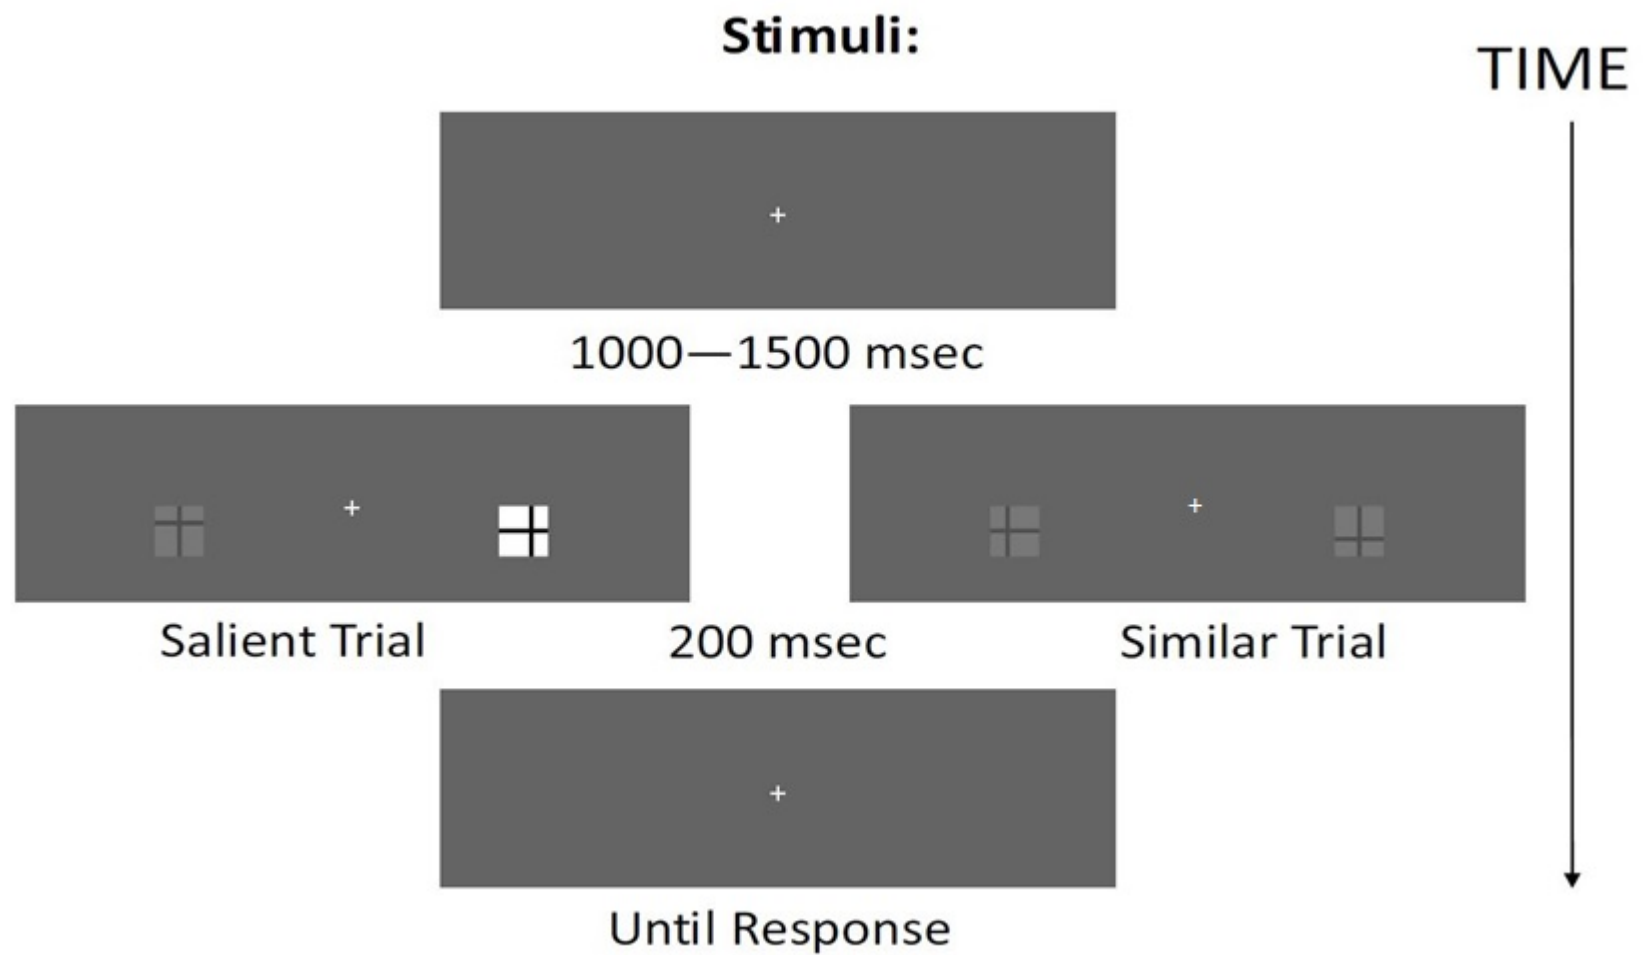 Stimuli:
TIME
1000—1500 msec
Salient Trial
200 msec
Similar Trial
Until Response